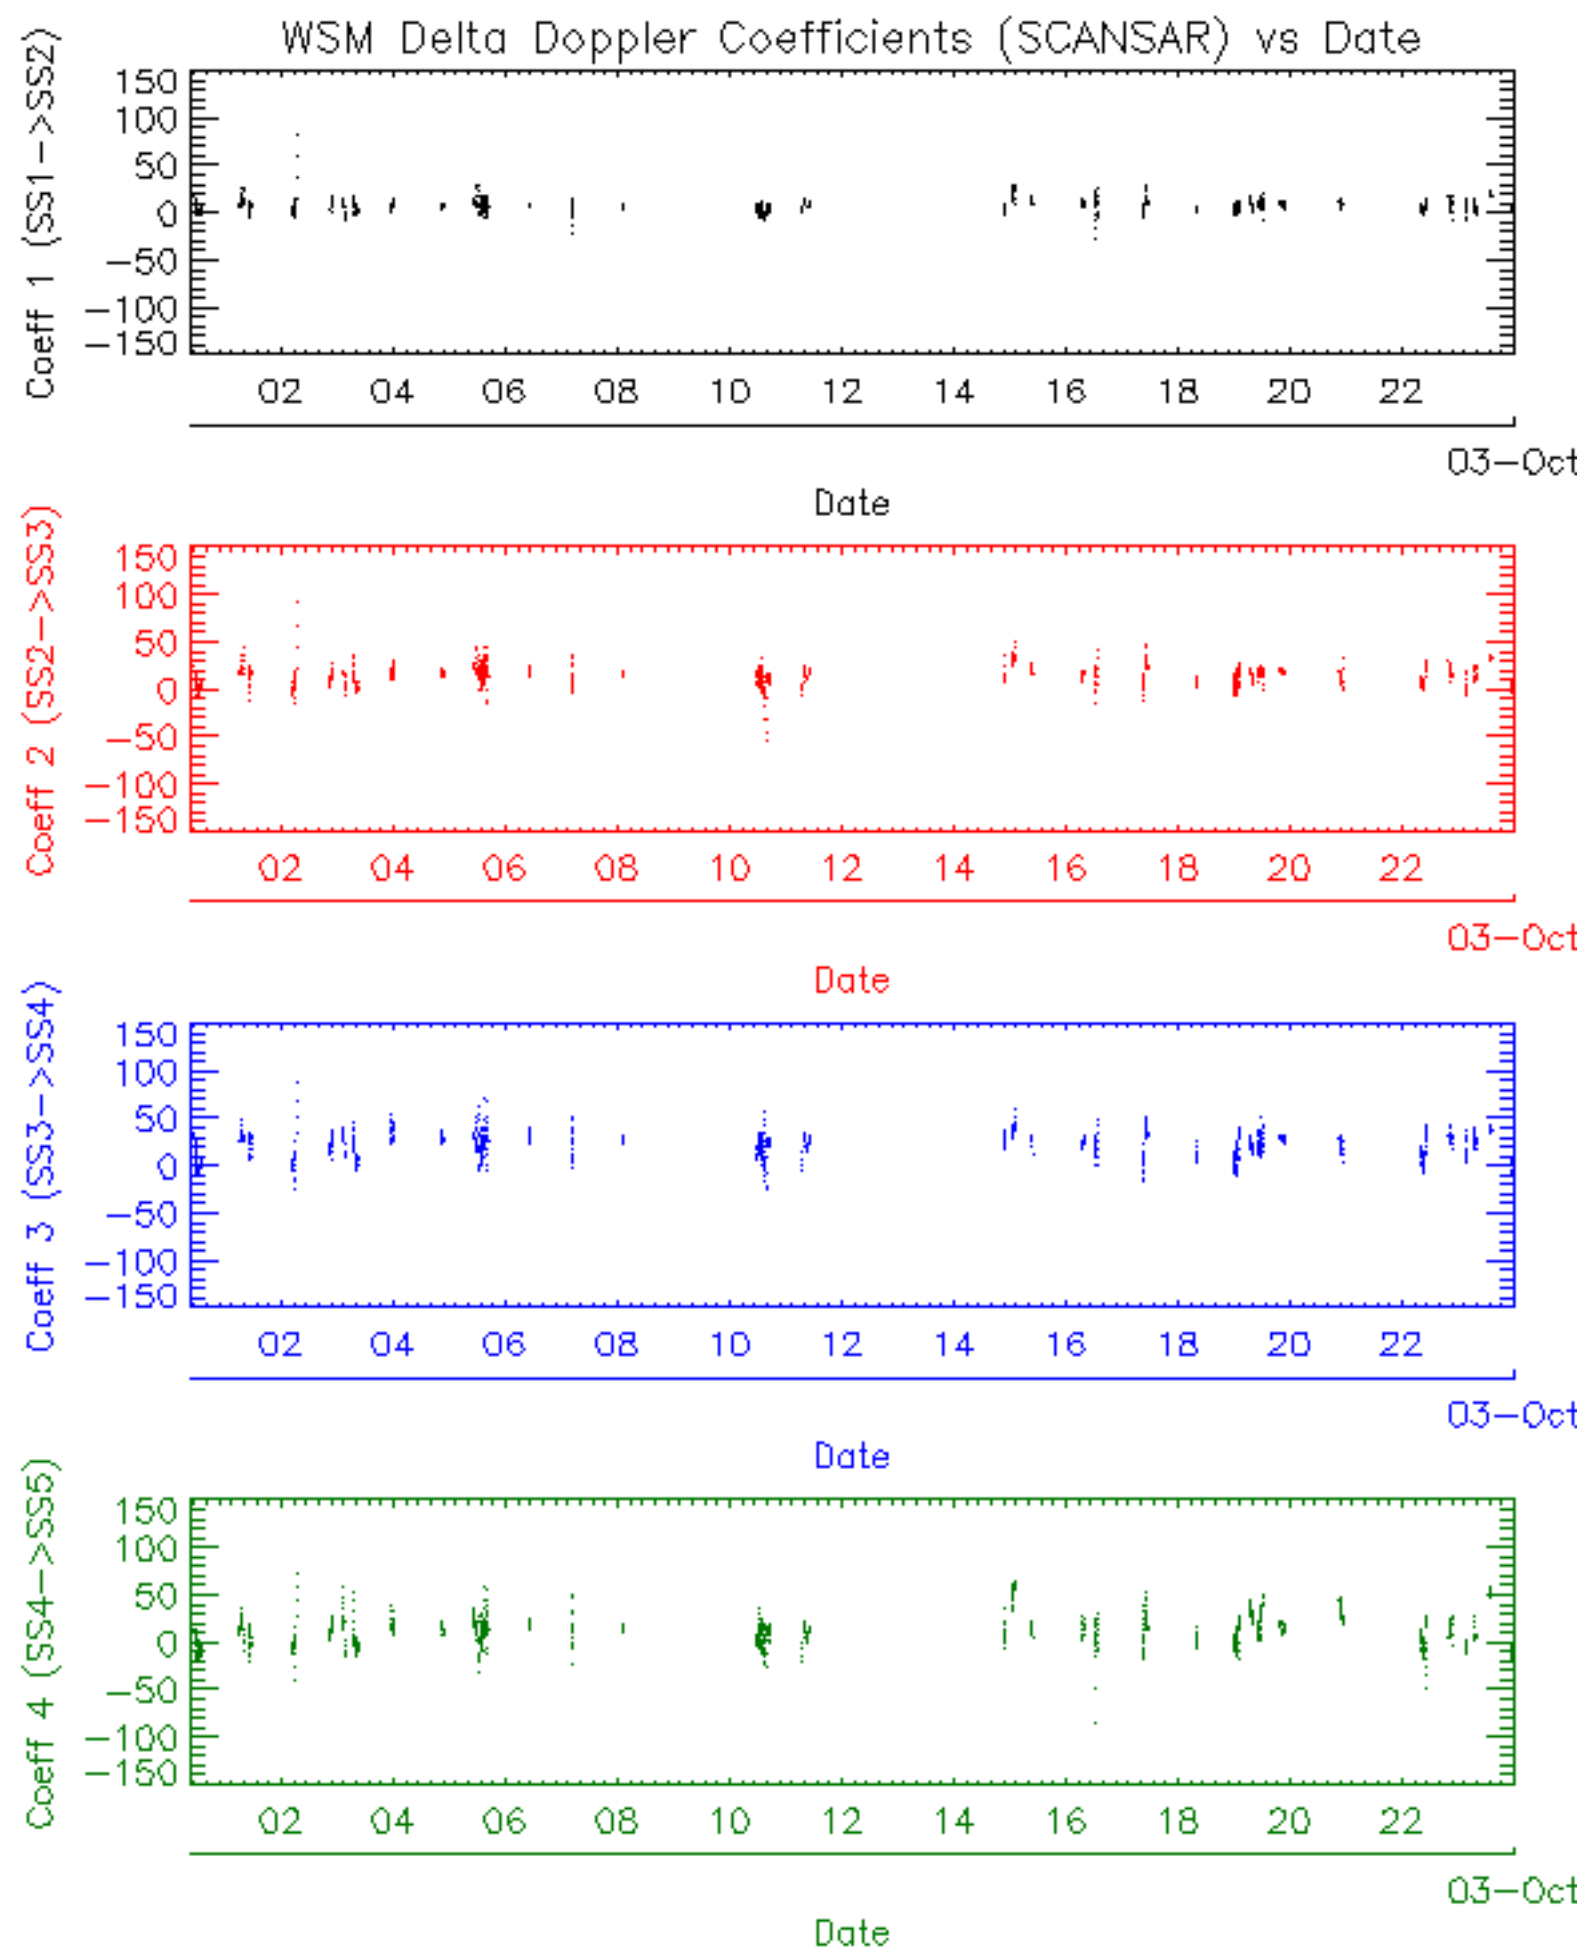 WSM Delta Doppler Coefficients (SCANSAR) vs Date
Coeff 1 (SS1->SS2)
150
100
50
0
-50
-100
-150
02 04 06 08 10 12 14 16 18 20 22
03-Oct
Date
Coeff 2 (SS2->SS3)
150
100
50
0
-50
-100
-150
02 04 06 08 10 12 14 16 18 20 22
03-Oct
Date
Coeff 3 (SS3->SS4)
150
100
50
0
-50
-100
-150
02 04 06 08 10 12 14 16 18 20 22
03-Oct
Date
Coeff 4 (SS4->SS5)
150
100
50
0
-50
-100
-150
02 04 06 08 10 12 14 16 18 20 22
03-Oct
Date